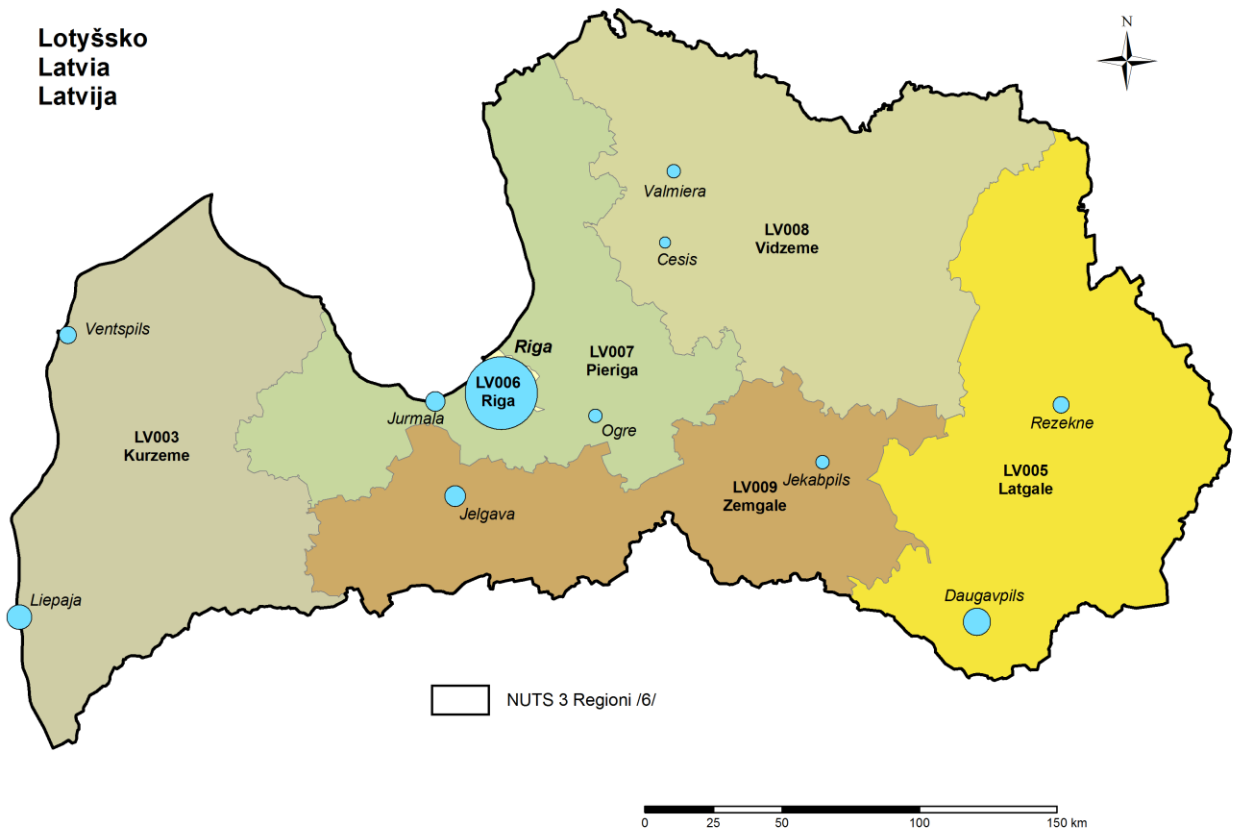 Lotyšsko
Latvia
Latvija
N
Valmiera
LV008
Vidzeme
Cesis
Ventspils
Riga
LV007
Pieriga
LV006
Riga
Jurmala
Ogre
Rezekne
LV003
Kurzeme
LV005
Latgale
Jekabpils
LV009
Zemgale
Jelgava
Liepaja
Daugavpils
NUTS 3 Regioni /6/
0 25 50 100 150 km